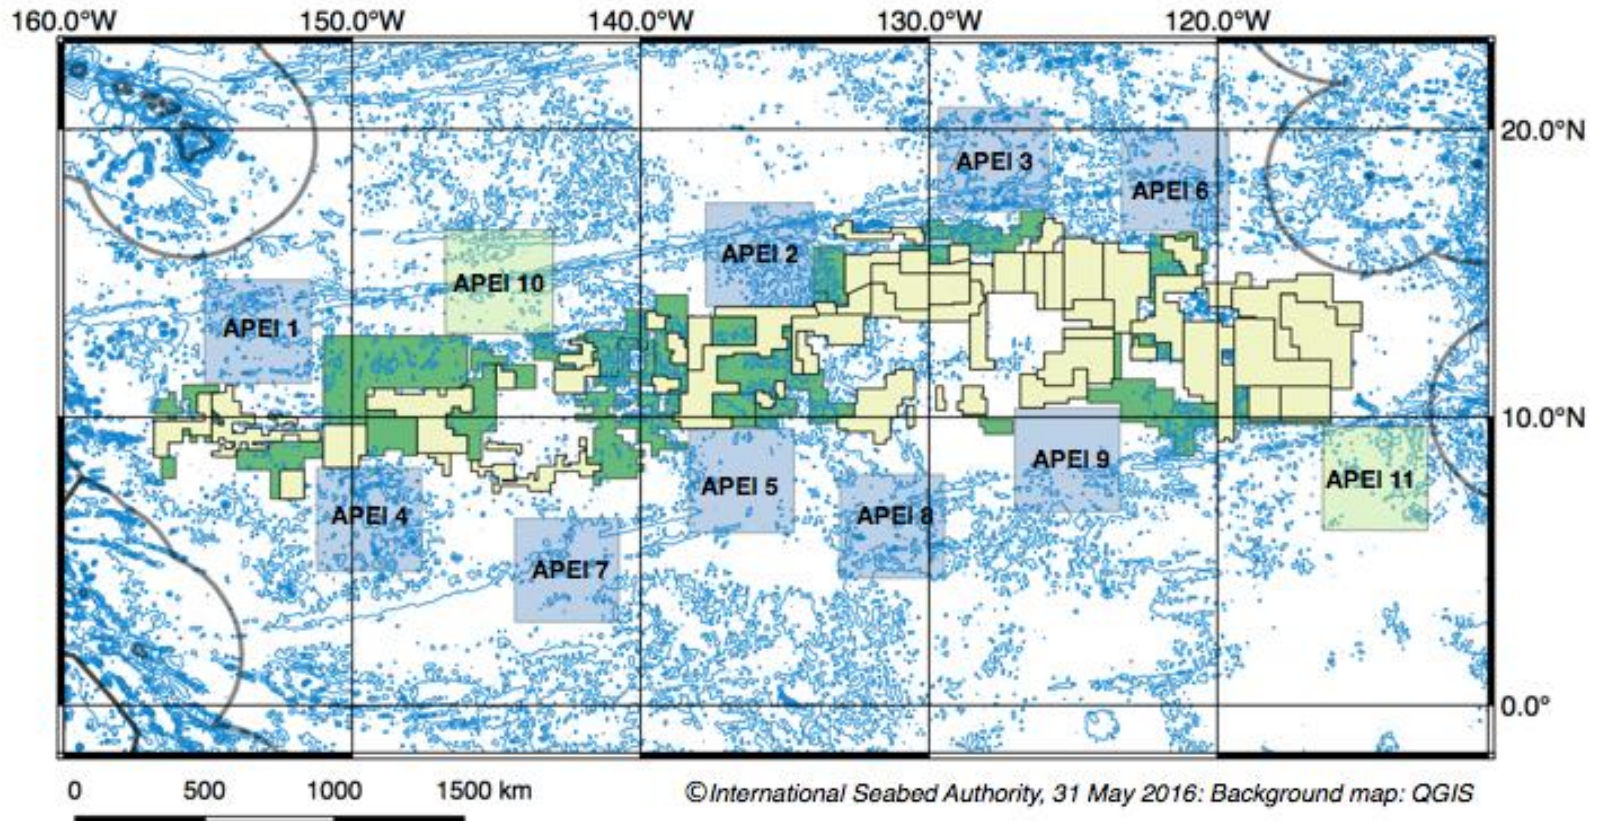 160.0°W 150.0°W 140.0°W 130.0°W 120.0°W
20.0°N
APEI 3
APEI 6
APEI 2
APEI 10
APEI 1
10.0°N
APEI 9
APEI 11
APEI 5
APEI 4
APEI 8
APEI 7
0.0°
0 500 1000 1500 km
©International Seabed Authority, 31 May 2016: Background map: QGIS